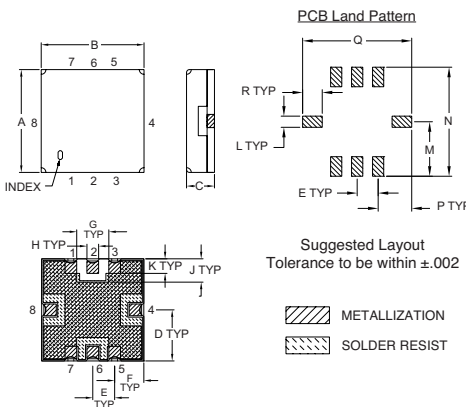 PCB Land Pattern
B
7 6 5
A
8
4
INDEX
1 2 3
C
Q
R TYP
L TYP
N
M
E TYP
P TYP
G
TYP
H TYP
1 2 3
K TYP
J TYP
J
8
4
D TYP
7
6
5
F
TYP
E
TYP
Suggested Layout
Tolerance to be within ±.002
METALLIZATION
SOLDER RESIST